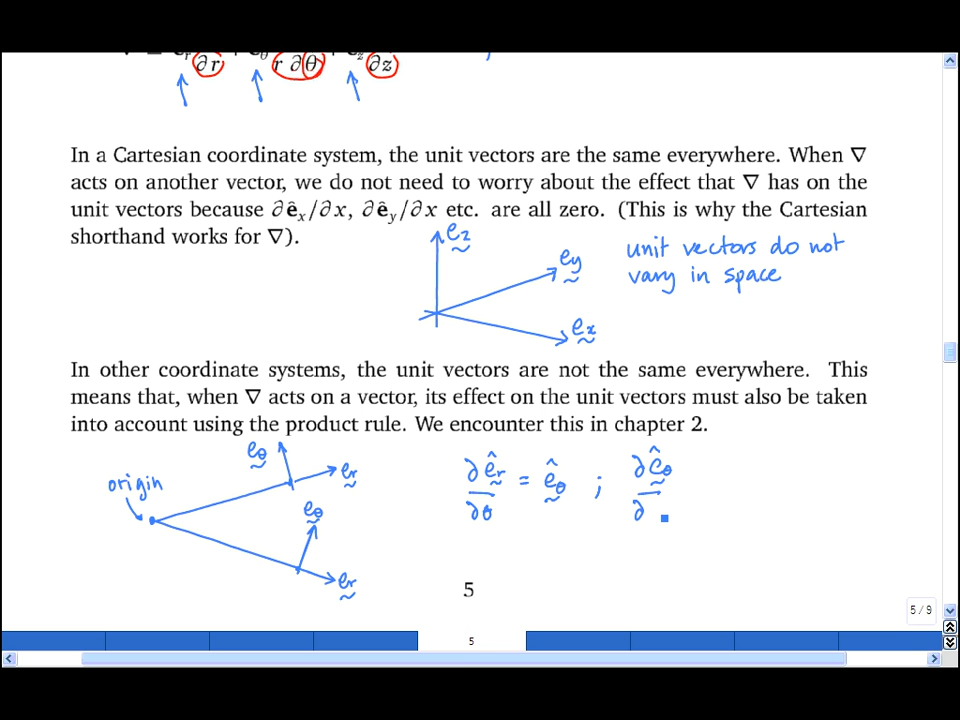 ∂r r ∂θ ∂z
In a Cartesian coordinate system, the unit vectors are the same everywhere. When ∇
acts on another vector, we do not need to worry about the effect that ∇ has on the
unit vectors because ∂ê_x/∂x, ∂ê_y/∂x etc. are all zero. (This is why the Cartesian
shorthand works for ∇).
e_z
e_y
e_x
unit vectors do not
vary in space
In other coordinate systems, the unit vectors are not the same everywhere. This
means that, when ∇ acts on a vector, its effect on the unit vectors must also be taken
into account using the product rule. We encounter this in chapter 2.
e_θ
e_r
origin
e_θ
e_r
∂ê_r/∂θ = ê_θ ; ∂ê_θ/∂
5
5 / 9
5